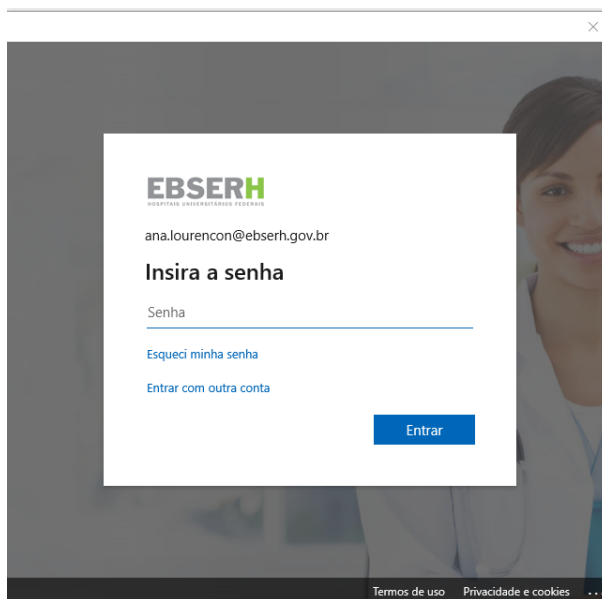 EBSERH
HOSPITAIS UNIVERSITÁRIOS FEDERAIS
ana.lourencon@ebserh.gov.br
Insira a senha
Senha
Esqueci minha senha
Entrar com outra conta
Entrar
Termos de uso Privacidade e cookies ...